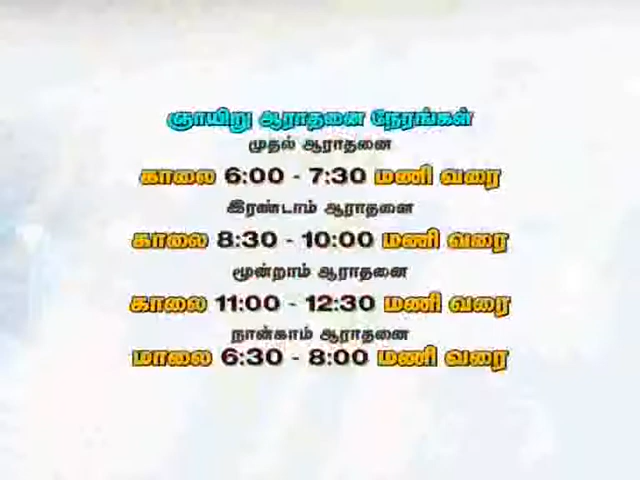 ஞாயிறு ஆராதனை நேரங்கள்
முதல் ஆராதனை
காலை 6:00 - 7:30 மணி வரை
இரண்டாம் ஆராதனை
காலை 8:30 - 10:00 மணி வரை
மூன்றாம் ஆராதனை
காலை 11:00 - 12:30 மணி வரை
நான்காம் ஆராதனை
மாலை 6:30 - 8:00 மணி வரை